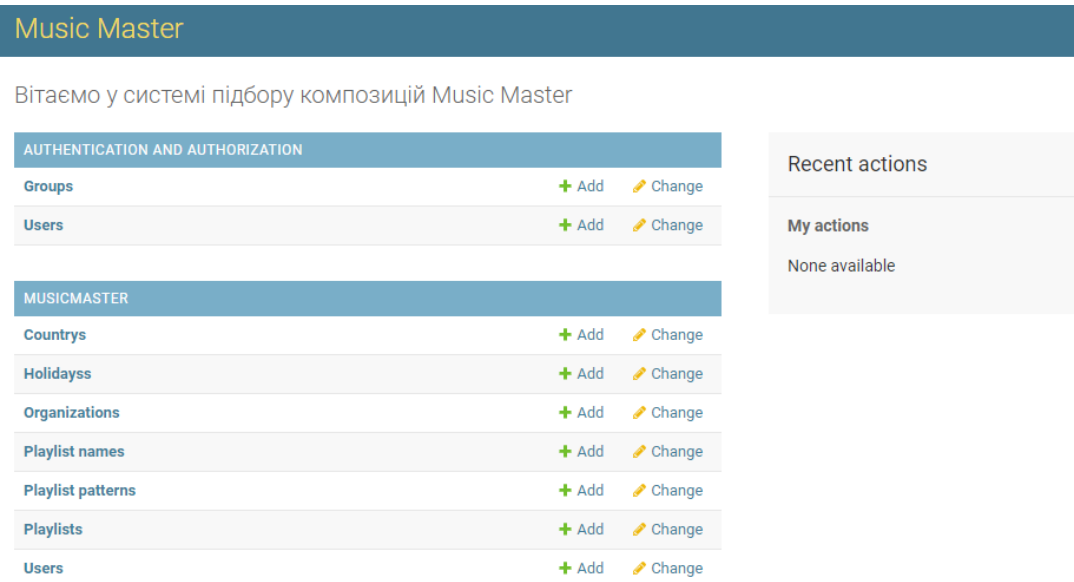 Music Master
Вітаємо у системі підбору композицій Music Master
AUTHENTICATION AND AUTHORIZATION
Groups Add Change
Users Add Change
MUSICMASTER
Countrys Add Change
Holidayss Add Change
Organizations Add Change
Playlist names Add Change
Playlist patterns Add Change
Playlists Add Change
Users Add Change
Recent actions
My actions
None available